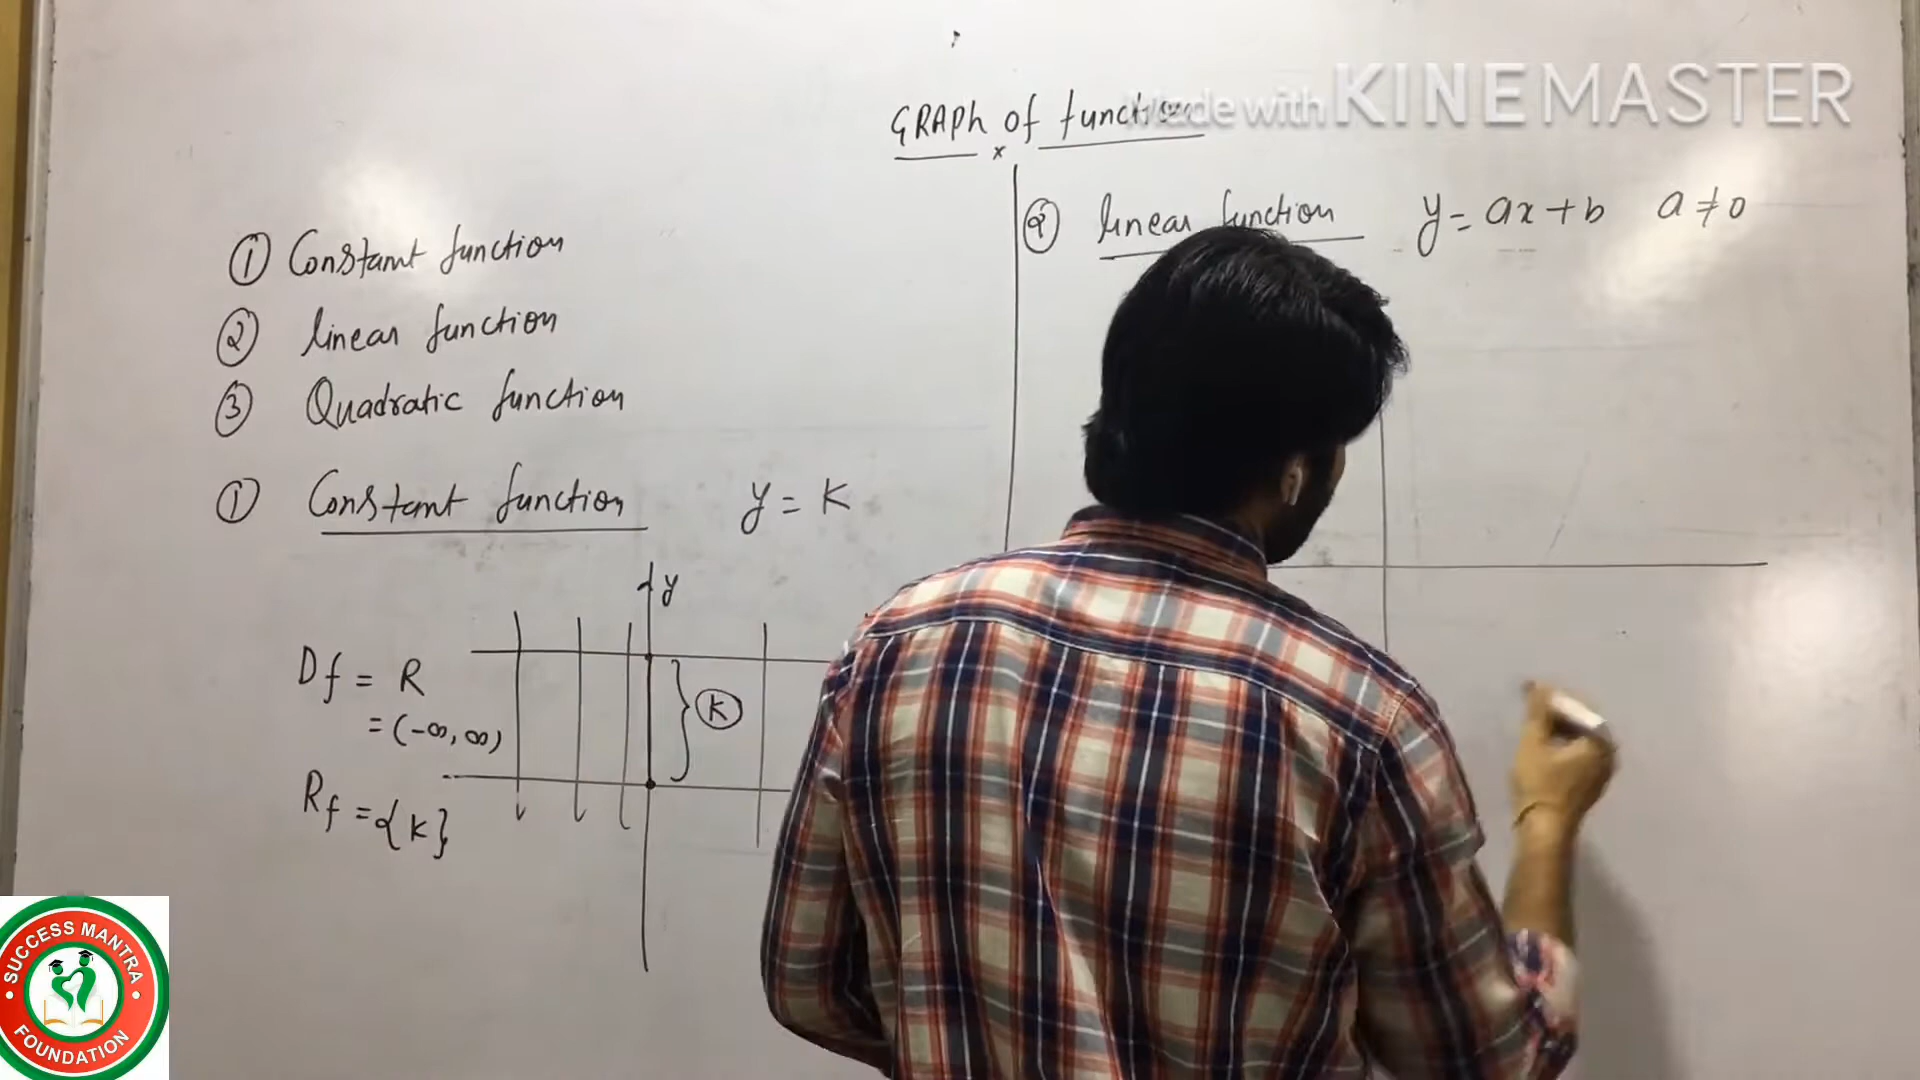 Made with KINEMASTER
GRAPh of function
① Constant function
② linear function
③ Quadratic function
① Constant function y = K
y
Df = R
= (-∞, ∞)
K
Rf = {K}
② linear function y = ax + b a ≠ 0
SUCCESS MANTRA
FOUNDATION